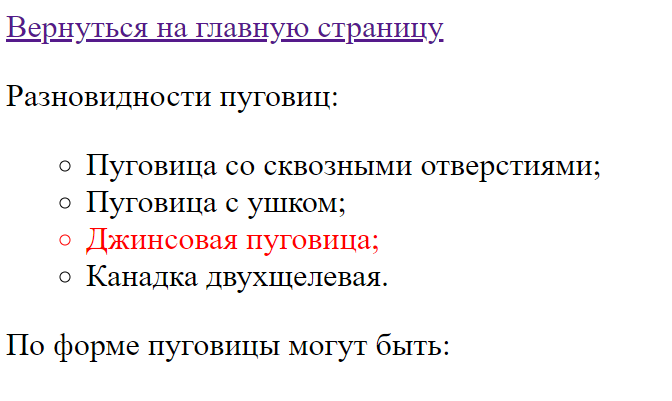 Вернуться на главную страницу
Разновидности пуговиц:
Пуговица со сквозными отверстиями;
Пуговица с ушком;
Джинсовая пуговица;
Канадка двухщелевая.
По форме пуговицы могут быть: